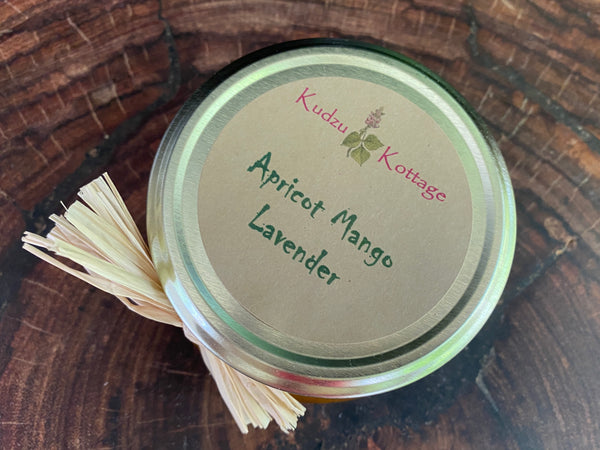 Kudzu Kottage
Apricot Mango
Lavender